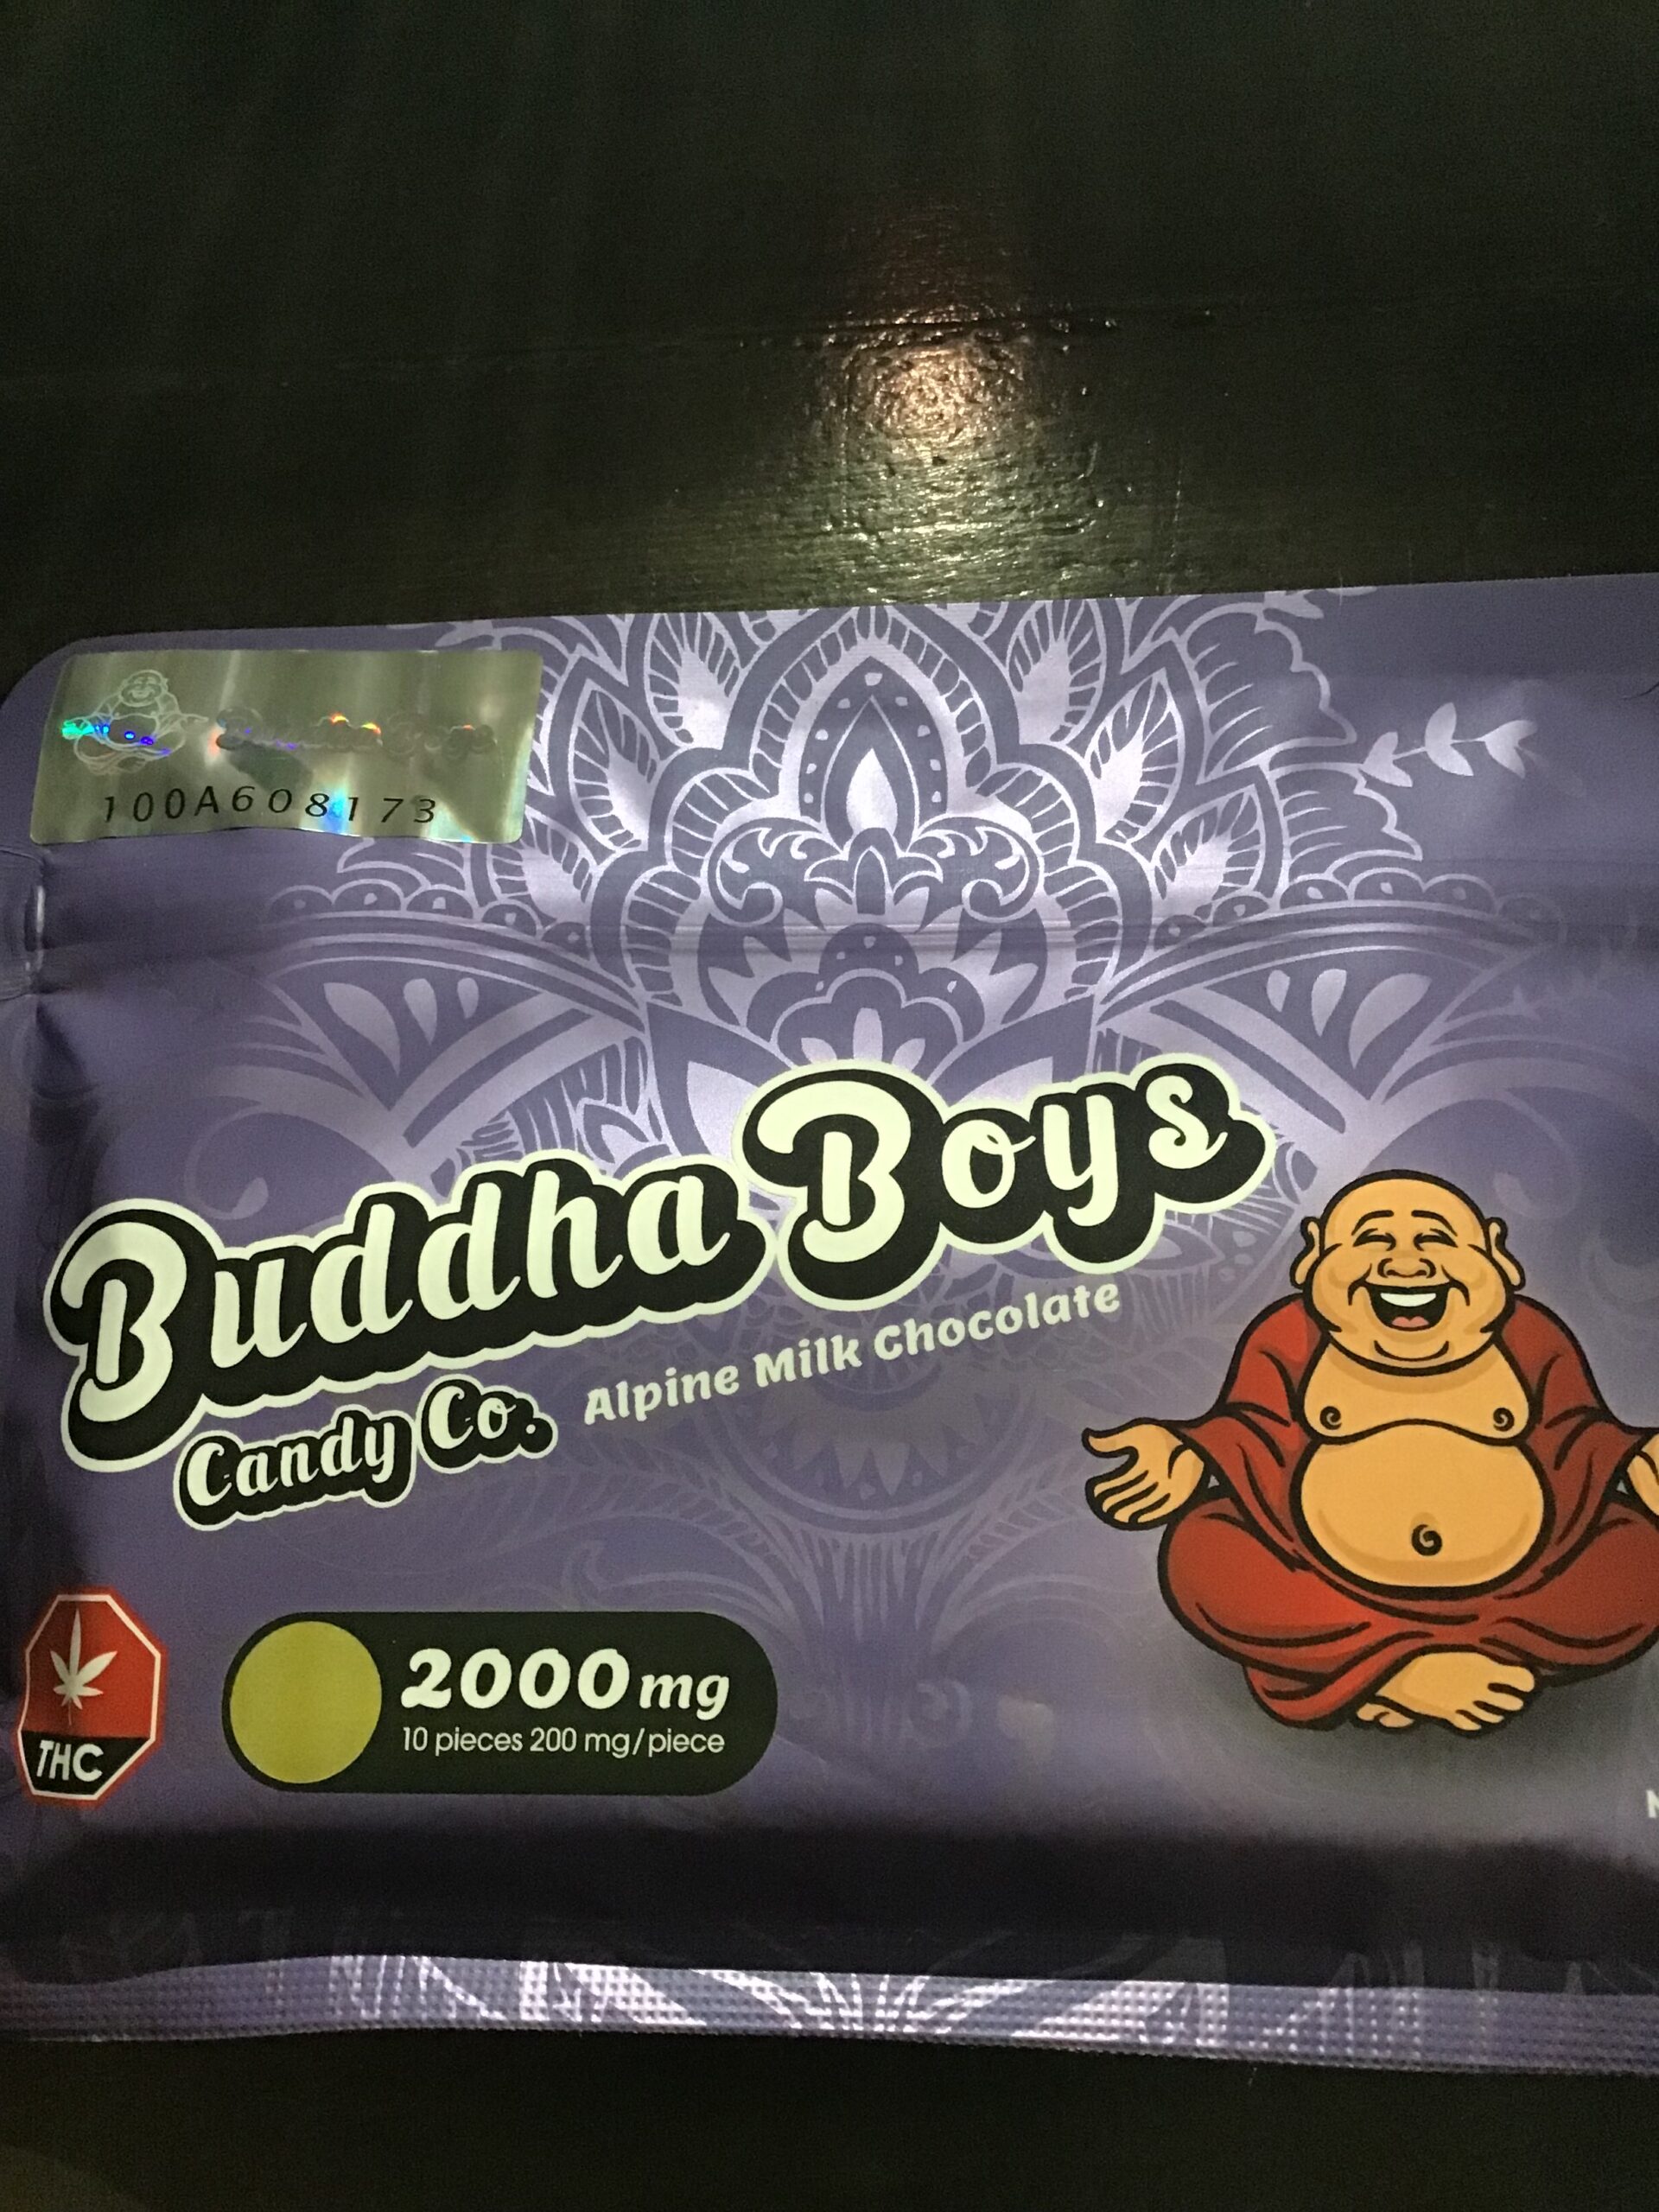 100A608173
Buddha Boys
Candy Co.
Alpine Milk Chocolate
THC
2000mg
10 pieces 200 mg/piece